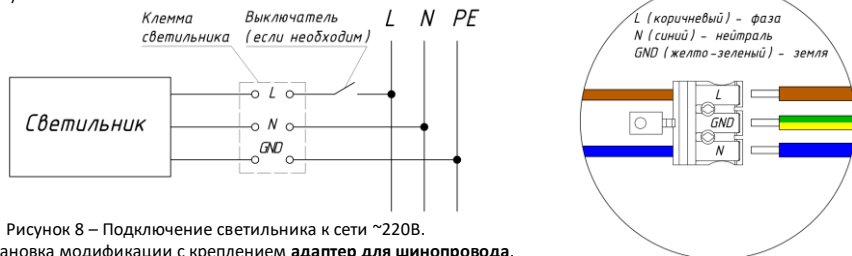 Клемма
светильника
Выключатель
(если необходим)
L N PE
Светильник
L
N
GND
L (коричневый) - фаза
N (синий) - нейтраль
GND (желто-зеленый) - земля
L
GND
N
Рисунок 8 – Подключение светильника к сети ~220В.
ановка модификации с креплением адаптер для шинопровода.